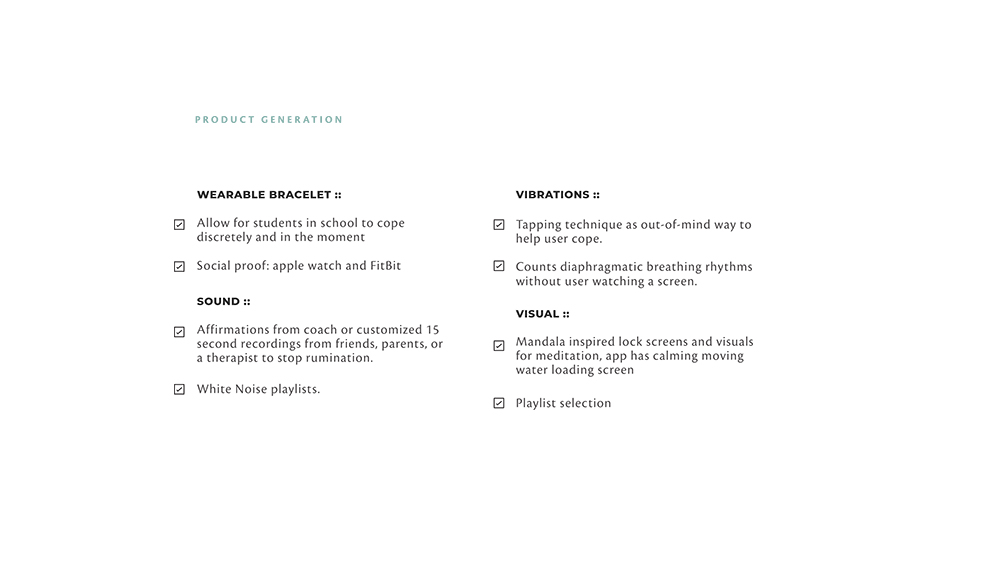 PRODUCT GENERATION
WEARABLE BRACELET ::
Allow for students in school to cope
discretely and in the moment
Social proof: apple watch and FitBit
SOUND ::
Affirmations from coach or customized 15
second recordings from friends, parents, or
a therapist to stop rumination.
White Noise playlists.
VIBRATIONS ::
Tapping technique as out-of-mind way to
help user cope.
Counts diaphragmatic breathing rhythms
without user watching a screen.
VISUAL ::
Mandala inspired lock screens and visuals
for meditation, app has calming moving
water loading screen
Playlist selection